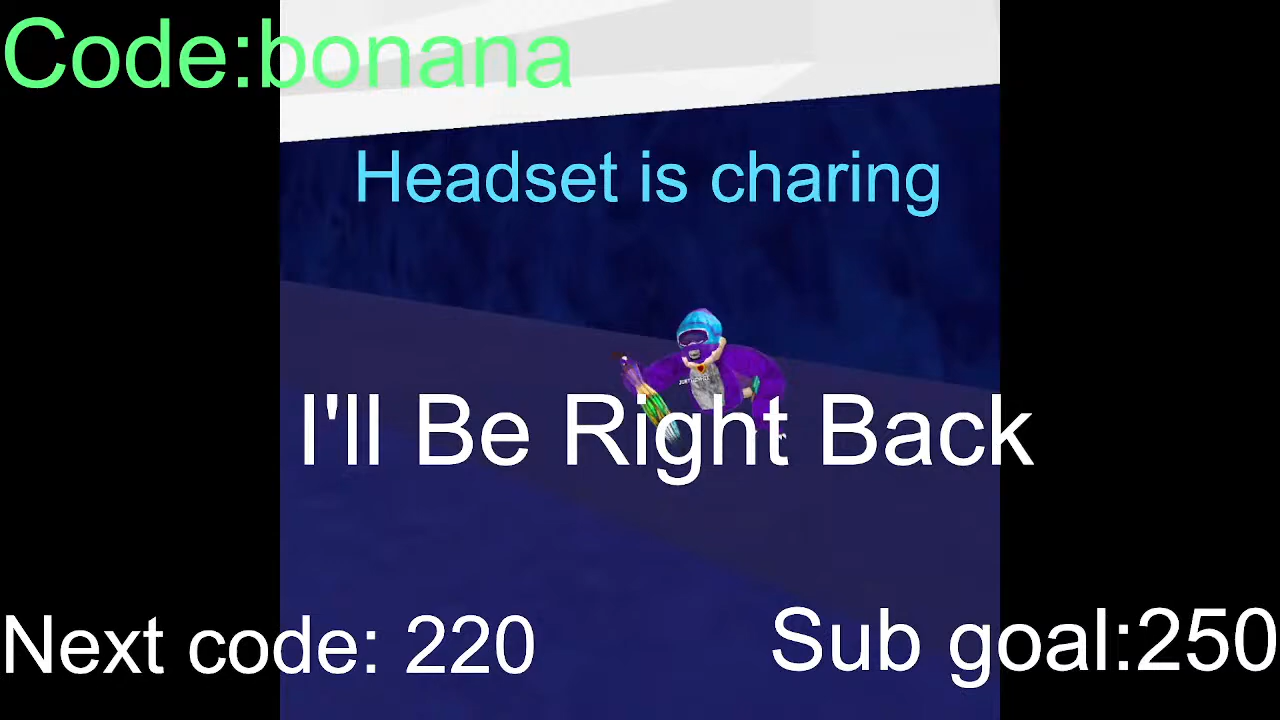 Code:bonana
Headset is charing
I'll Be Right Back
Next code: 220
Sub goal:250